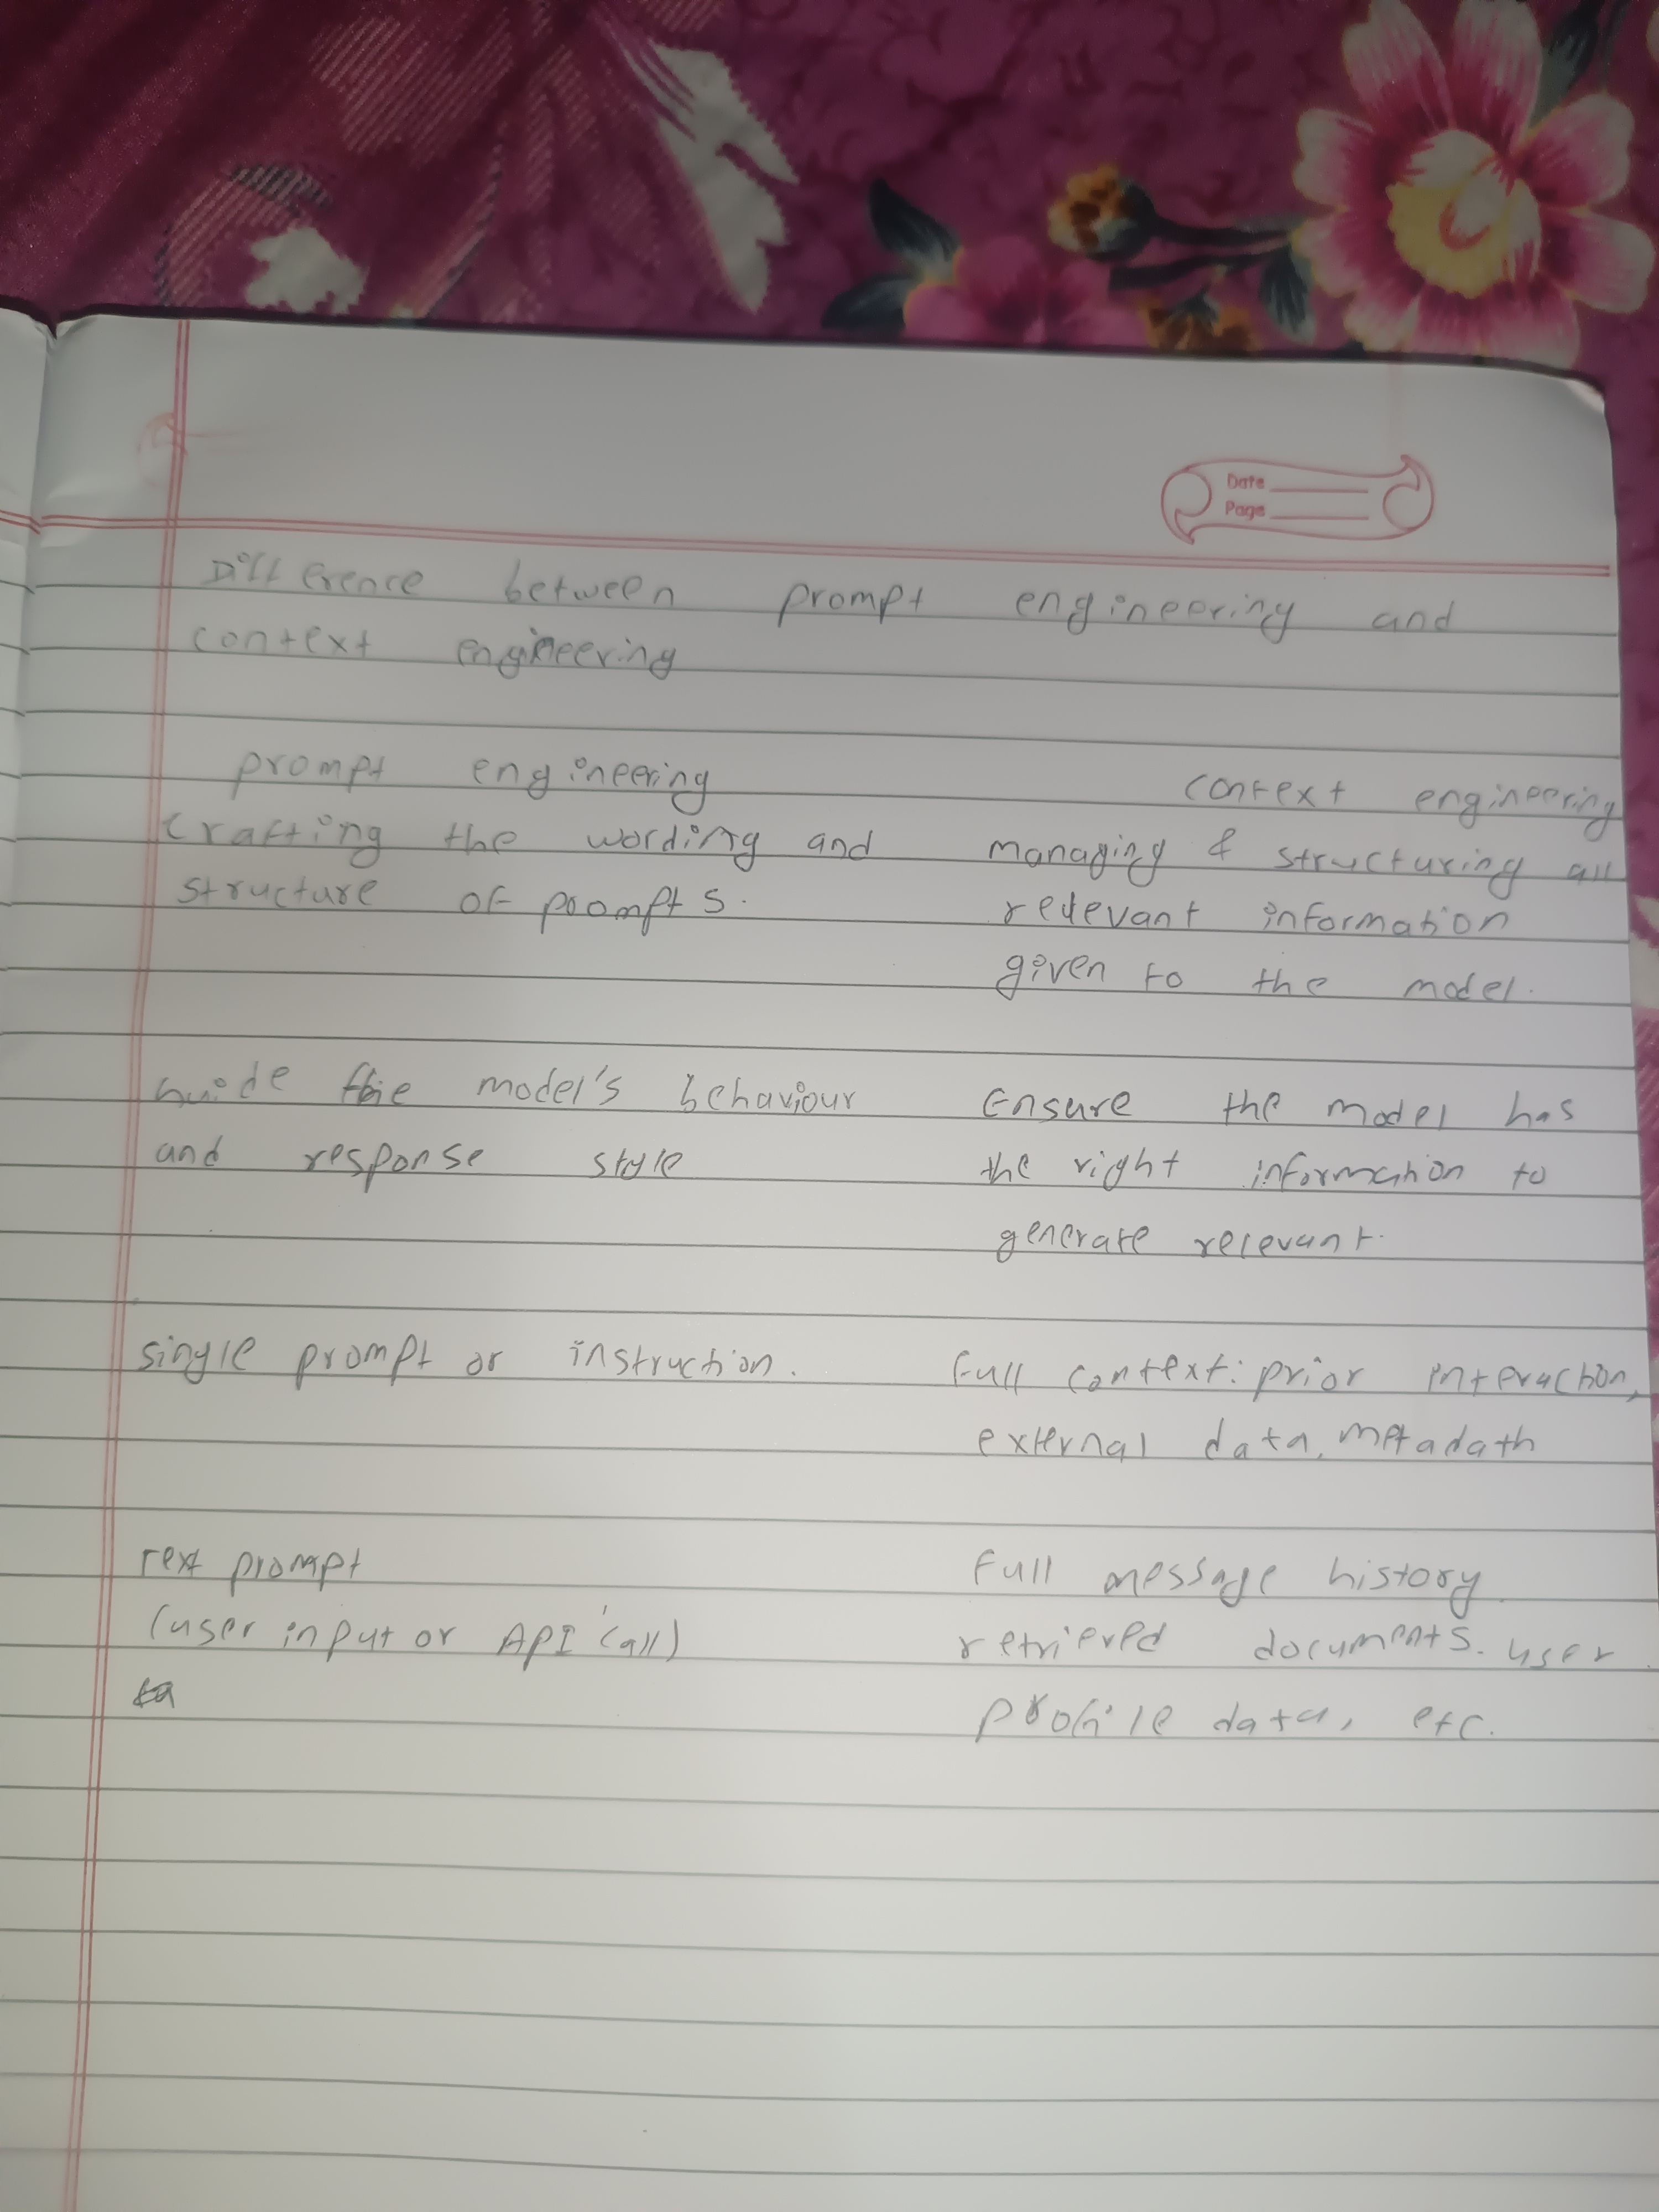 Date
Page
Difference between prompt engineering and
context engineering
prompt engineering
context engineering
Crafting the wording and
structure of prompts.
managing & structuring all
relevant information
given to the model.
Guide the model's behaviour
and response style
Ensure the model has
the right information to
generate relevant.
single prompt or instruction.
Full context: prior interaction,
external data, metadath
Text prompt
(user input or API call)
Full message history
retrieved documents. user
profile data, etc.